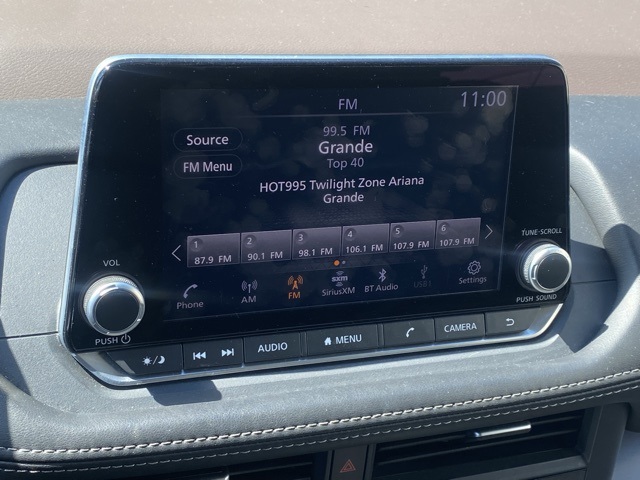 FM
11:00
Source
99.5 FM
Grande
FM Menu
Top 40
HOT995 Twilight Zone Ariana
Grande
1 2 3 4 5 6
87.9 FM 90.1 FM 98.1 FM 106.1 FM 107.9 FM 107.9 FM
Phone AM FM sxm SiriusXM BT Audio USB1 Settings
VOL
PUSH
TUNE·SCROLL
PUSH SOUND
AUDIO MENU CAMERA